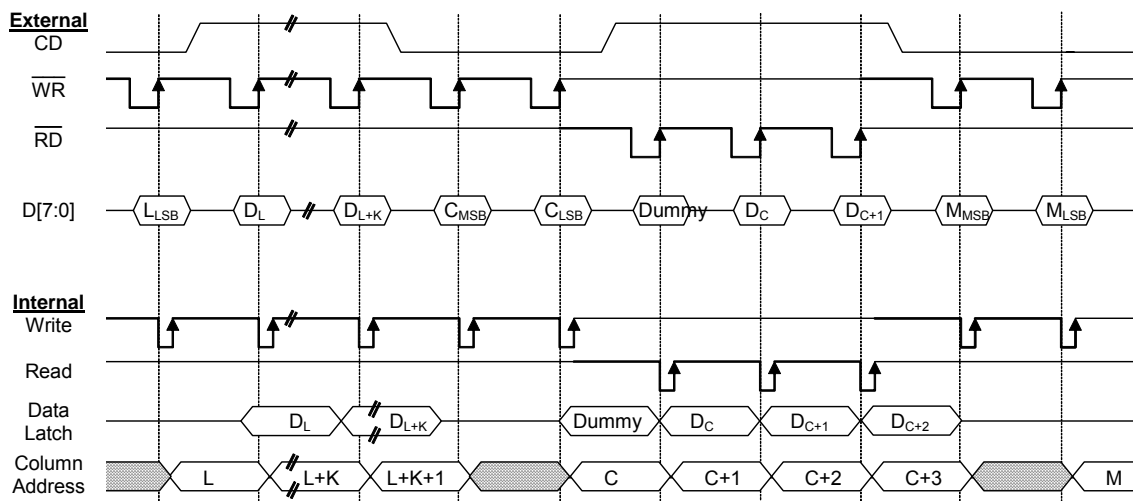 External
CD
WR
RD
D[7:0] LLSB DL DL+K CMSB CLSB Dummy DC DC+1 MMSB MLSB
Internal
Write
Read
Data Latch DL DL+K Dummy DC DC+1 DC+2
Column Address L L+K L+K+1 C C+1 C+2 C+3 M